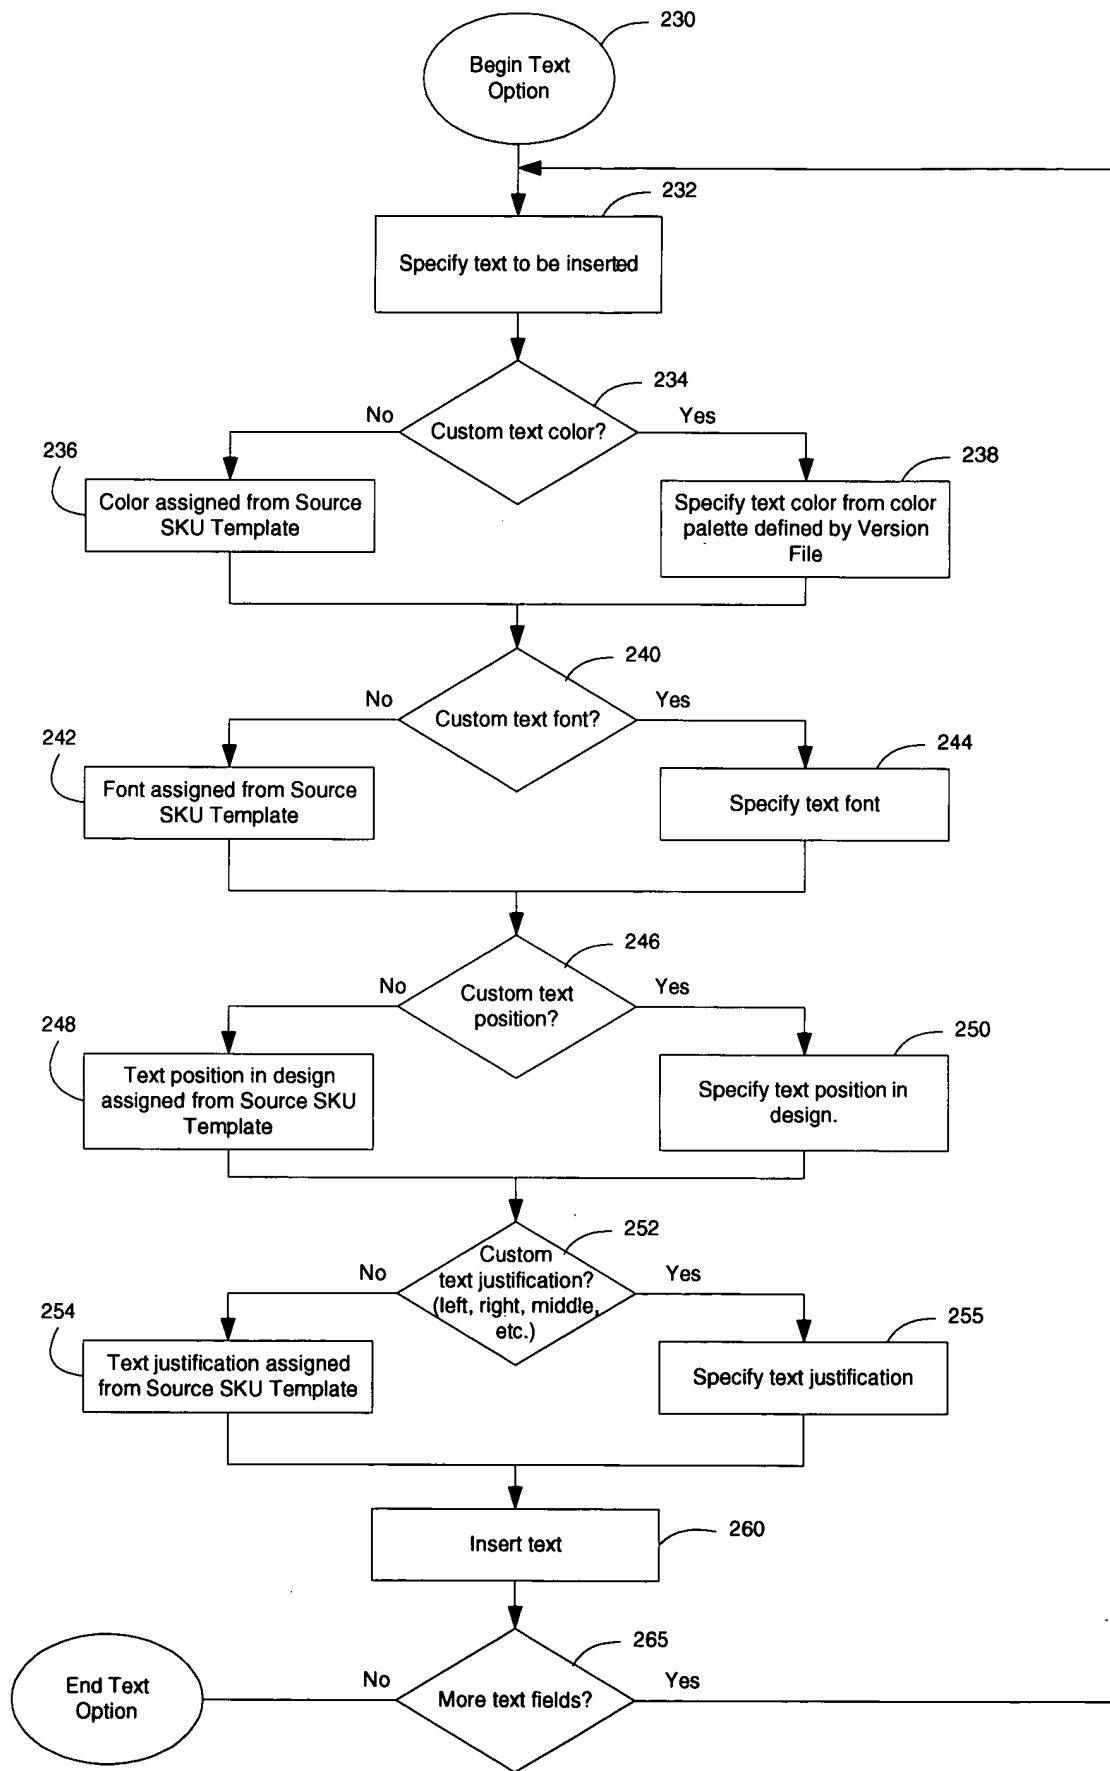 230
Begin Text
Option
232
Specify text to be inserted
234
No
Custom text color?
Yes
236
238
Color assigned from Source
SKU Template
Specify text color from color
palette defined by Version
File
240
No
Custom text font?
Yes
242
244
Font assigned from Source
SKU Template
Specify text font
246
No
Custom text
position?
Yes
248
250
Text position in design
assigned from Source SKU
Template
Specify text position in
design.
252
No
Custom
text justification?
(left, right, middle,
etc.)
Yes
254
255
Text justification assigned
from Source SKU Template
Specify text justification
Insert text
260
265
End Text
Option
No
More text fields?
Yes